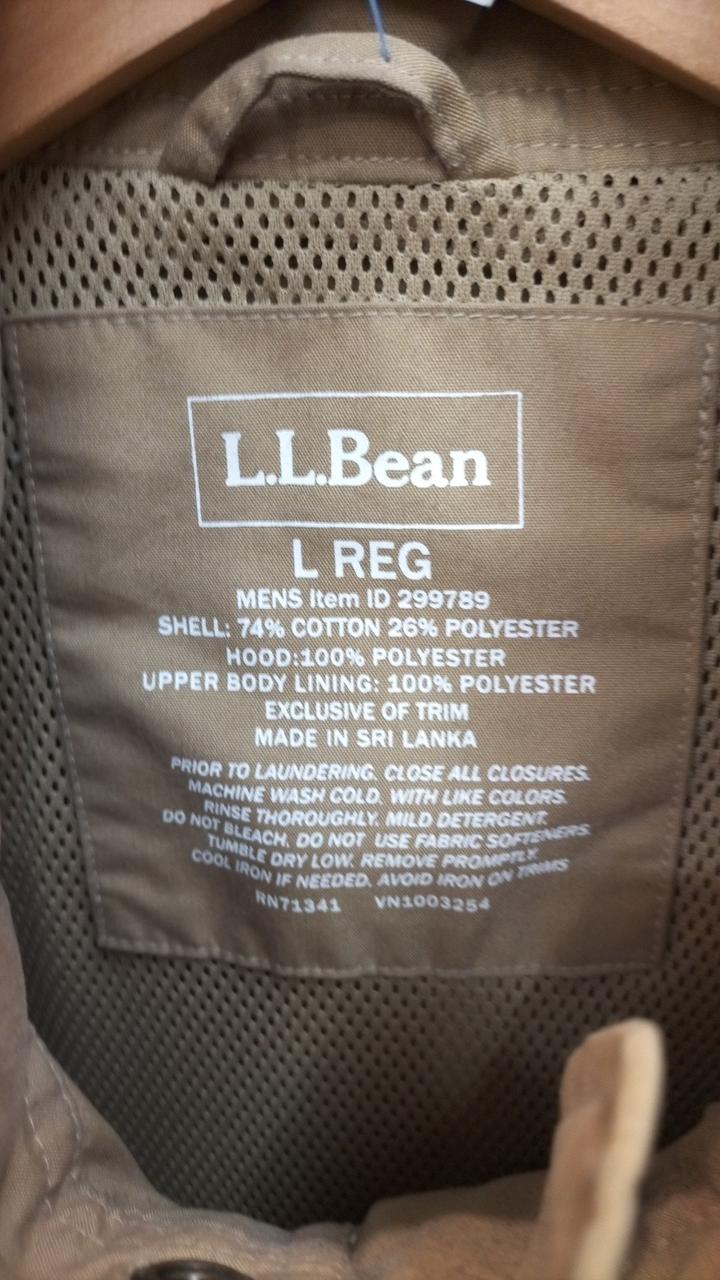 L.L.Bean
L REG
MENS Item ID 299789
SHELL: 74% COTTON 26% POLYESTER
HOOD:100% POLYESTER
UPPER BODY LINING: 100% POLYESTER
EXCLUSIVE OF TRIM
MADE IN SRI LANKA
PRIOR TO LAUNDERING. CLOSE ALL CLOSURES.
MACHINE WASH COLD. WITH LIKE COLORS.
RINSE THOROUGHLY. MILD DETERGENT.
DO NOT BLEACH. DO NOT USE FABRIC SOFTENERS.
TUMBLE DRY LOW. REMOVE PROMPTLY.
COOL IRON IF NEEDED. AVOID IRON ON TRIMS
RN71341 VN1003254